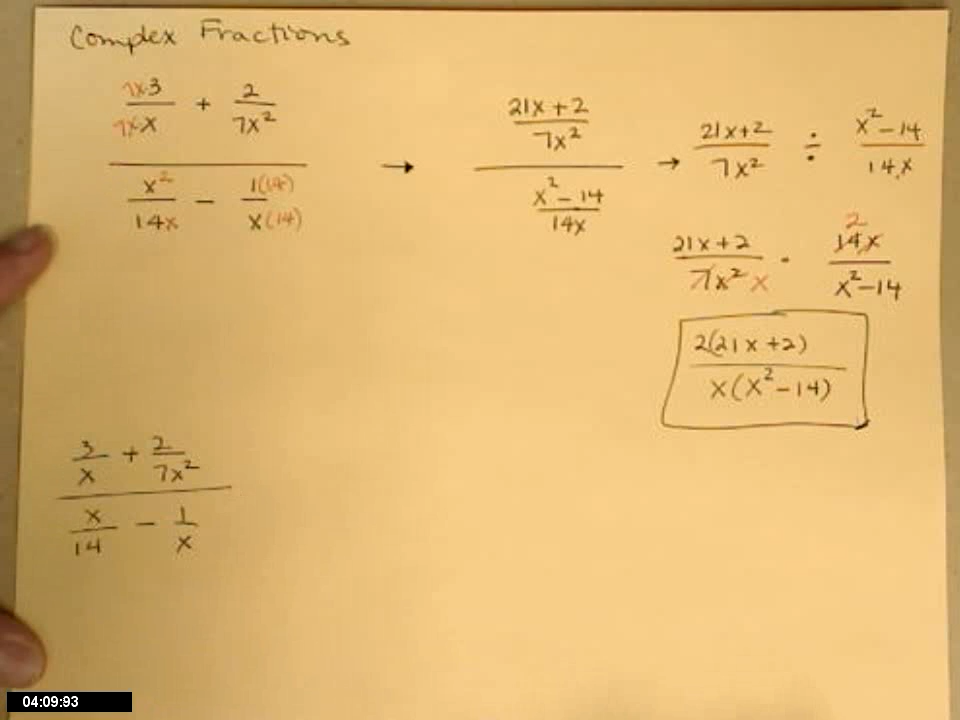 Complex Fractions
7x·3/7x·x + 2/7x²
x²/14x − 1(14)/x(14)
→
21x + 2/7x²
x² − 14/14x
→ 21x+2/7x² ÷ x² − 14/14x
21x + 2/7x² x · 2 14x/x² − 14
2(21x + 2)/x(x² − 14)
3/x + 2/7x²
x/14 − 1/x
04:09:93